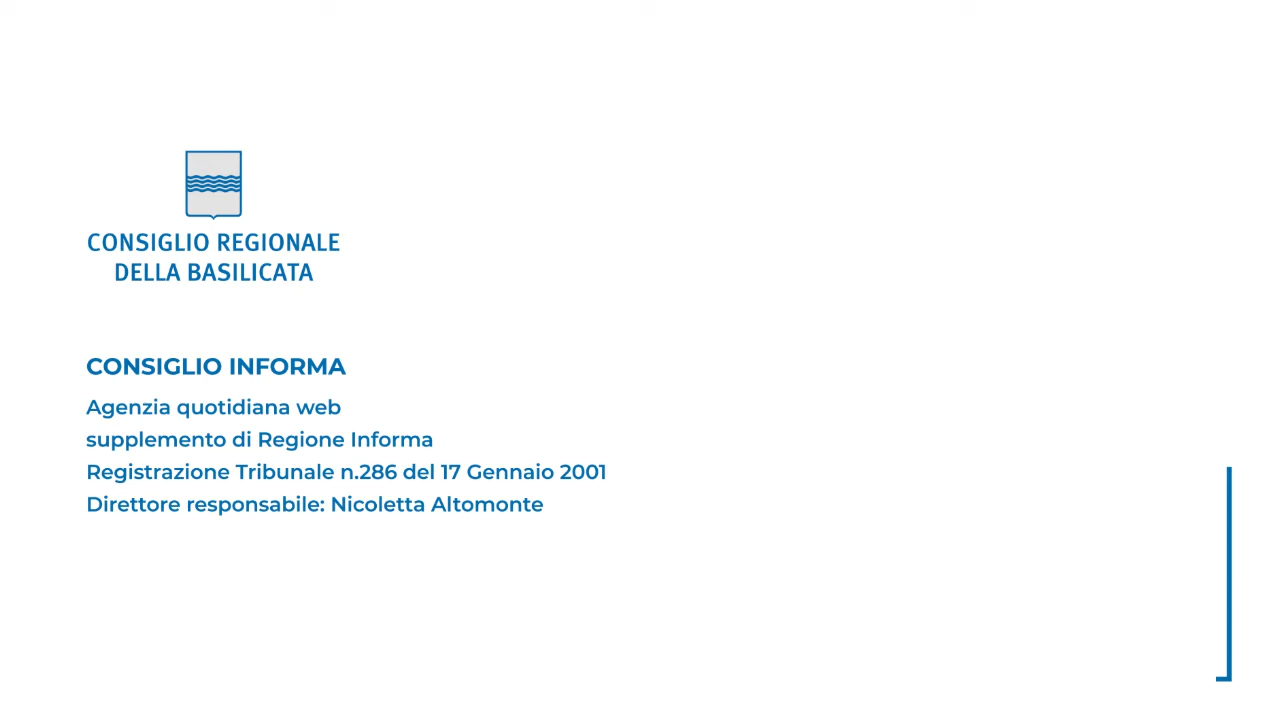 CONSIGLIO REGIONALE
DELLA BASILICATA
CONSIGLIO INFORMA
Agenzia quotidiana web
supplemento di Regione Informa
Registrazione Tribunale n.286 del 17 Gennaio 2001
Direttore responsabile: Nicoletta Altomonte